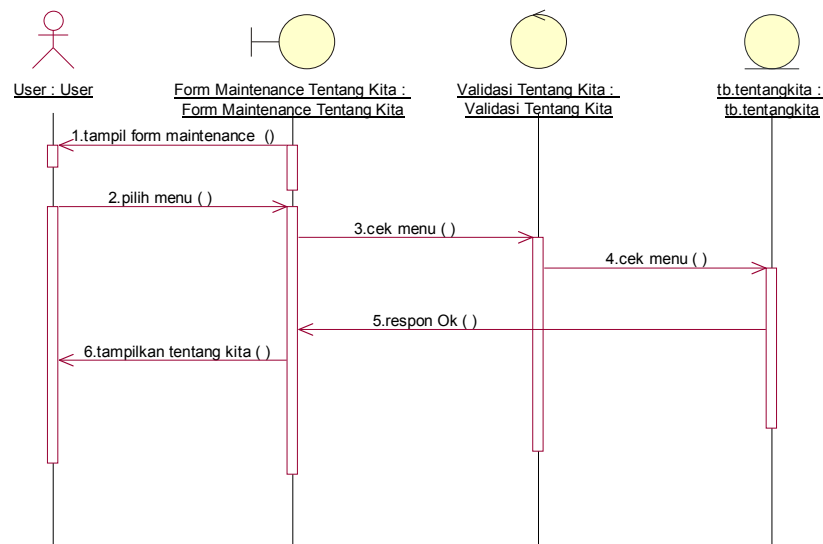 User : User
Form Maintenance Tentang Kita :
Form Maintenance Tentang Kita
Validasi Tentang Kita :
Validasi Tentang Kita
tb.tentangkita :
tb.tentangkita
1.tampil form maintenance ()
2.pilih menu ( )
3.cek menu ( )
4.cek menu ( )
5.respon Ok ( )
6.tampilkan tentang kita ( )